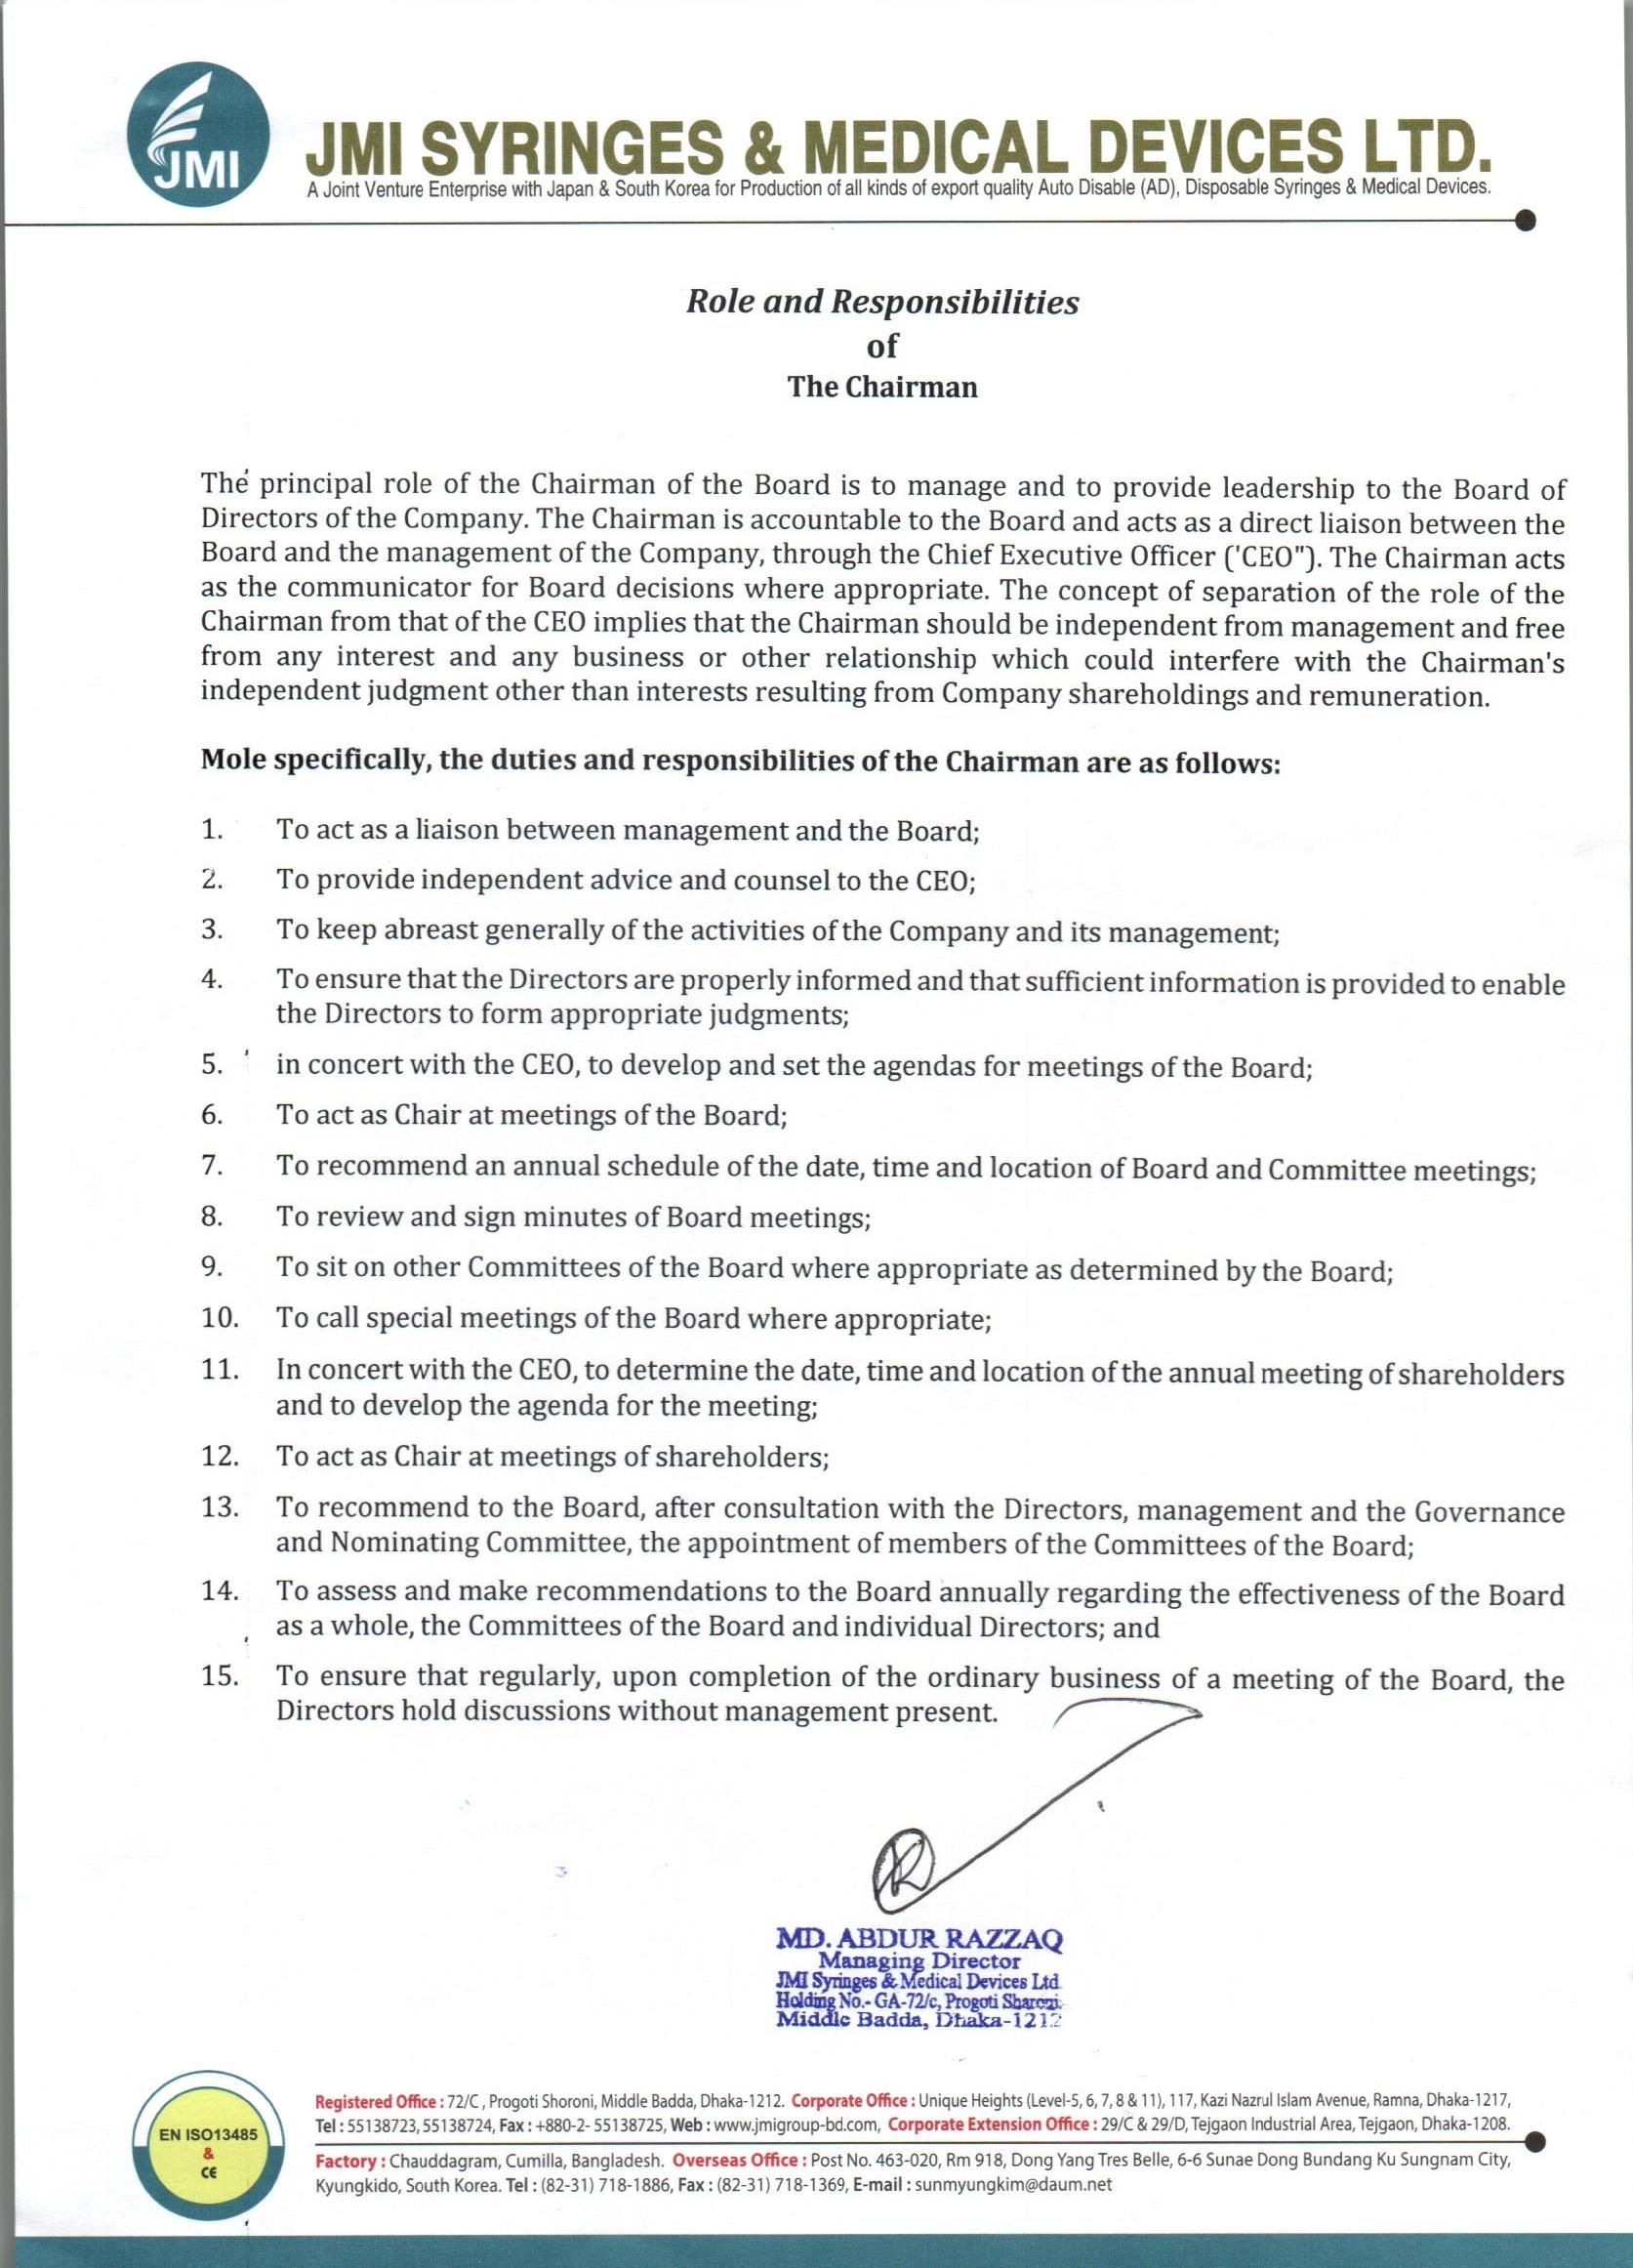 JMI
JMI SYRINGES & MEDICAL DEVICES LTD.
A Joint Venture Enterprise with Japan & South Korea for Production of all kinds of export quality Auto Disable (AD), Disposable Syringes & Medical Devices.
Role and Responsibilities
of
The Chairman
The principal role of the Chairman of the Board is to manage and to provide leadership to the Board of
Directors of the Company. The Chairman is accountable to the Board and acts as a direct liaison between the
Board and the management of the Company, through the Chief Executive Officer ('CEO"). The Chairman acts
as the communicator for Board decisions where appropriate. The concept of separation of the role of the
Chairman from that of the CEO implies that the Chairman should be independent from management and free
from any interest and any business or other relationship which could interfere with the Chairman's
independent judgment other than interests resulting from Company shareholdings and remuneration.
Mole specifically, the duties and responsibilities of the Chairman are as follows:
1. To act as a liaison between management and the Board;
2. To provide independent advice and counsel to the CEO;
3. To keep abreast generally of the activities of the Company and its management;
4. To ensure that the Directors are properly informed and that sufficient information is provided to enable
the Directors to form appropriate judgments;
5. in concert with the CEO, to develop and set the agendas for meetings of the Board;
6. To act as Chair at meetings of the Board;
7. To recommend an annual schedule of the date, time and location of Board and Committee meetings;
8. To review and sign minutes of Board meetings;
9. To sit on other Committees of the Board where appropriate as determined by the Board;
10. To call special meetings of the Board where appropriate;
11. In concert with the CEO, to determine the date, time and location of the annual meeting of shareholders
and to develop the agenda for the meeting;
12. To act as Chair at meetings of shareholders;
13. To recommend to the Board, after consultation with the Directors, management and the Governance
and Nominating Committee, the appointment of members of the Committees of the Board;
14. To assess and make recommendations to the Board annually regarding the effectiveness of the Board
as a whole, the Committees of the Board and individual Directors; and
15. To ensure that regularly, upon completion of the ordinary business of a meeting of the Board, the
Directors hold discussions without management present.
MD. ABDUR RAZZAQ
Managing Director
JMI Syringes & Medical Devices Ltd
Holding No.- GA-72/c, Progoti Sharoni.
Middle Badda, Dhaka-1212
EN ISO13485
&
CE
Registered Office : 72/C , Progoti Shoroni, Middle Badda, Dhaka-1212. Corporate Office : Unique Heights (Level-5, 6, 7, 8 & 11), 117, Kazi Nazrul Islam Avenue, Ramna, Dhaka-1217,
Tel : 55138723, 55138724, Fax : +880-2- 55138725, Web : www.jmigroup-bd.com, Corporate Extension Office : 29/C & 29/D, Tejgaon Industrial Area, Tejgaon, Dhaka-1208.
Factory : Chauddagram, Cumilla, Bangladesh. Overseas Office : Post No. 463-020, Rm 918, Dong Yang Tres Belle, 6-6 Sunae Dong Bundang Ku Sungnam City,
Kyungkido, South Korea. Tel : (82-31) 718-1886, Fax : (82-31) 718-1369, E-mail : sunmyungkim@daum.net